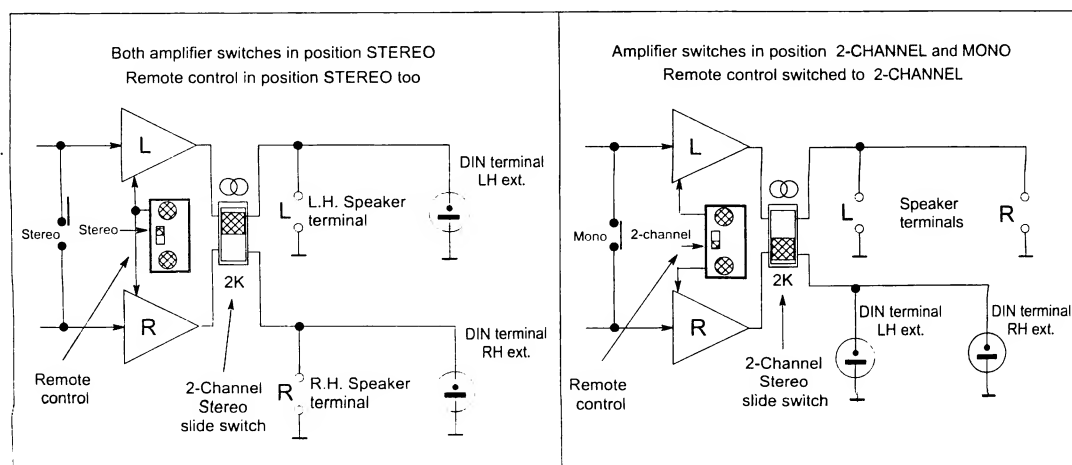 Both amplifier switches in position STEREO
Remote control in position STEREO too
L
DIN terminal
LH ext.
L
L.H. Speaker
terminal
Stereo
Stereo
2K
R
DIN terminal
RH ext.
Remote
control
2-Channel
Stereo
slide switch
R
R.H. Speaker
terminal
Amplifier switches in position 2-CHANNEL and MONO
Remote control switched to 2-CHANNEL
L
L
Speaker
terminals
R
Mono
2-channel
2K
R
DIN terminal
LH ext.
DIN terminal
RH ext.
Remote
control
2-Channel
Stereo
slide switch